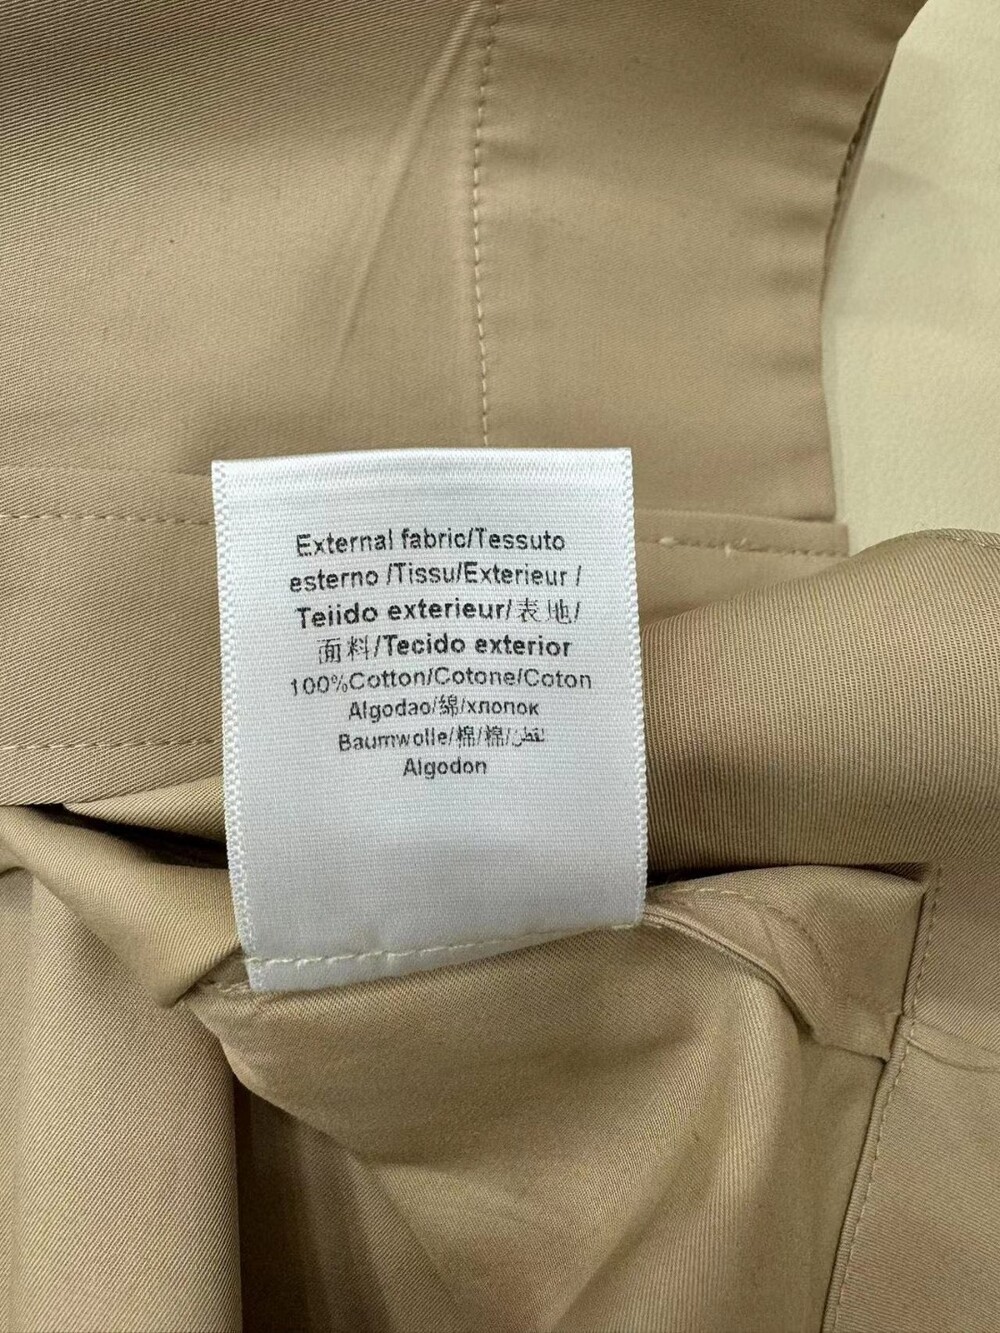 External fabric/Tessuto
esterno /Tissu/Exterieur /
Teiido exterieur/表地/
面料/Tecido exterior
100%Cotton/Cotone/Coton
Algodao/綿/хлопок
Baumwolle/棉/棉/قطن
Algodon